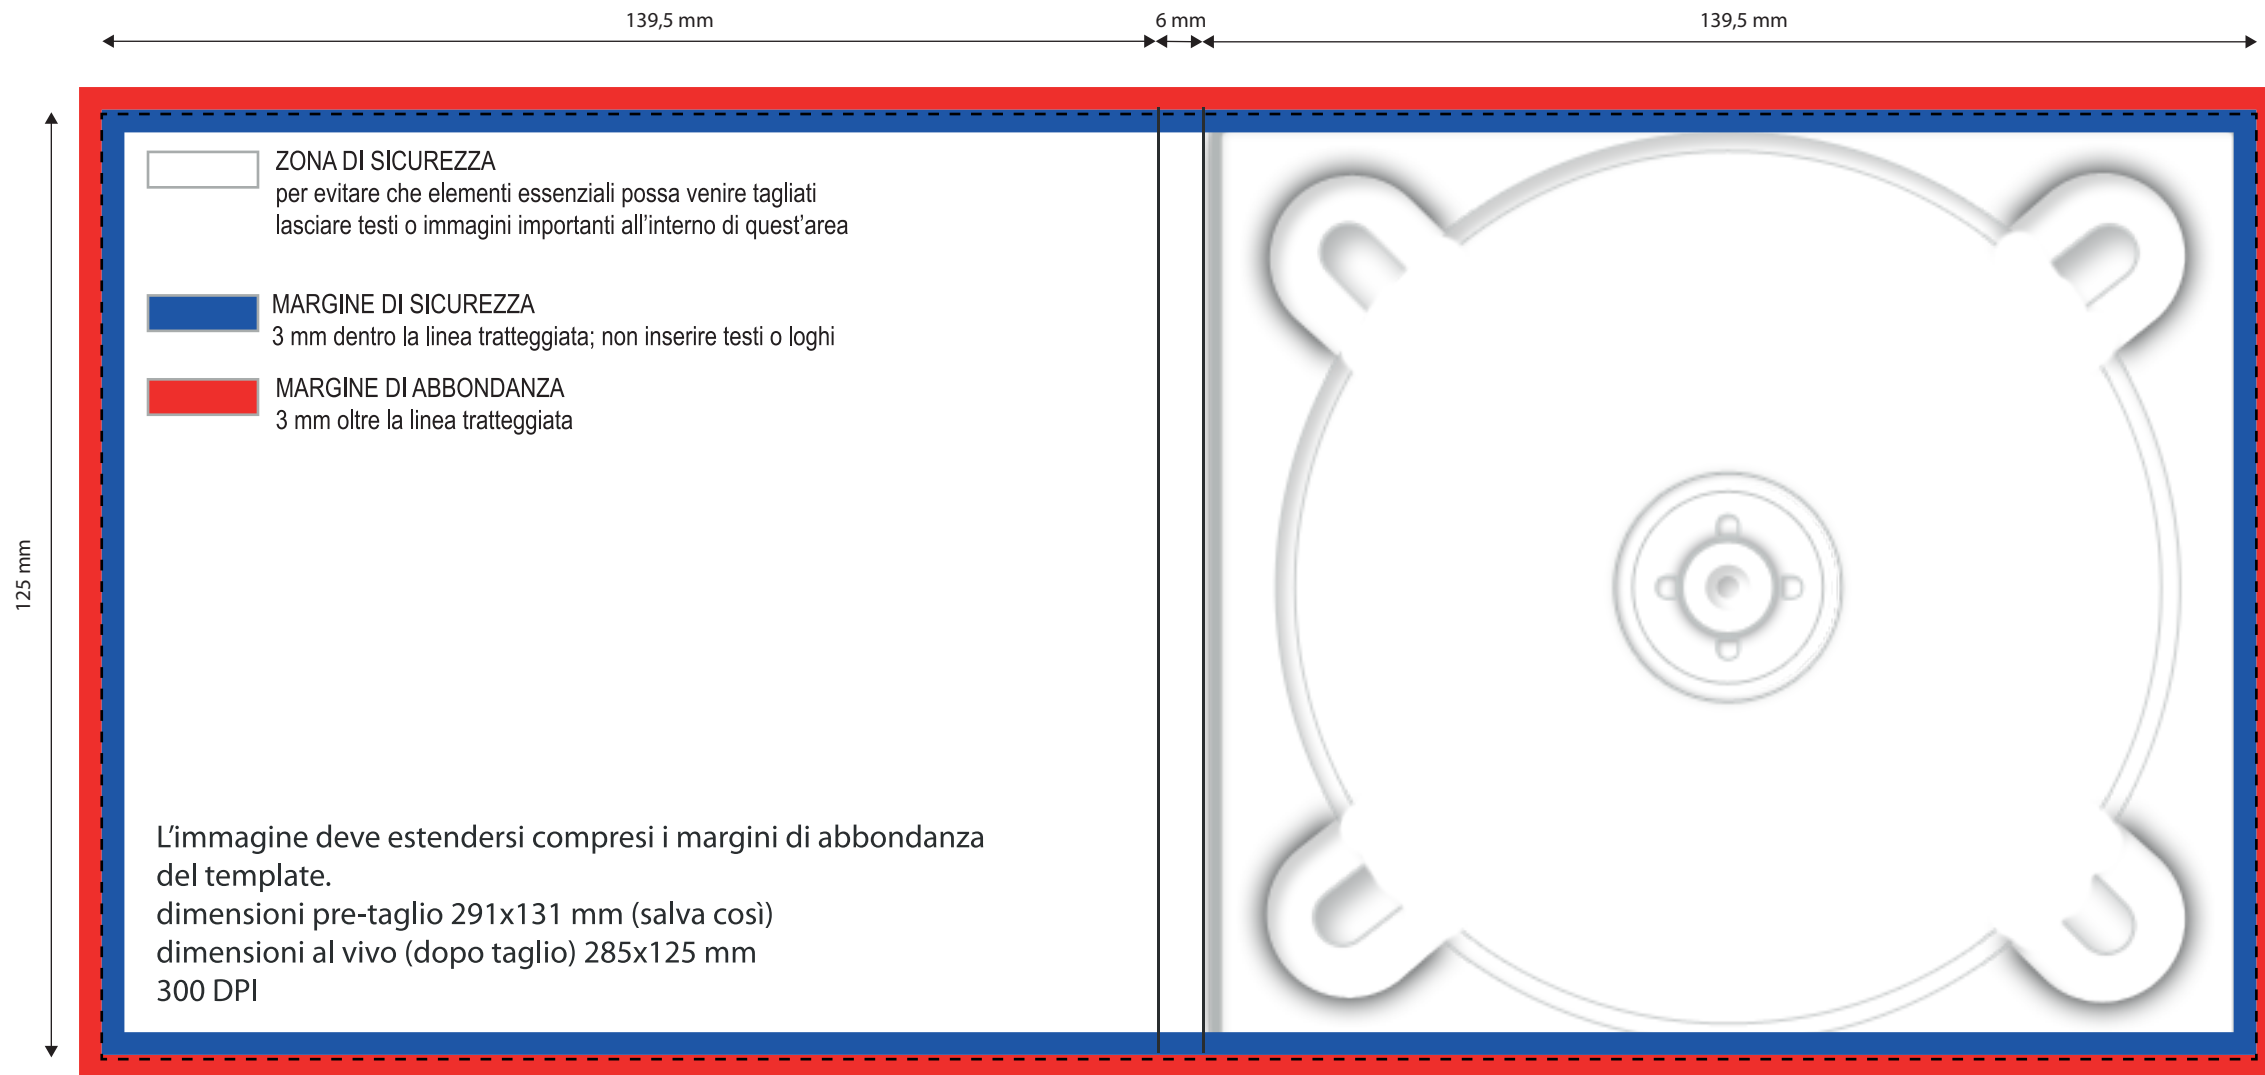 139,5 mm
6 mm
139,5 mm
125 mm
ZONA DI SICUREZZA
per evitare che elementi essenziali possa venire tagliati
lasciare testi o immagini importanti all'interno di quest'area
MARGINE DI SICUREZZA
3 mm dentro la linea tratteggiata; non inserire testi o loghi
MARGINE DI ABBONDANZA
3 mm oltre la linea tratteggiata
L'immagine deve estendersi compresi i margini di abbondanza
del template.
dimensioni pre-taglio 291x131 mm (salva così)
dimensioni al vivo (dopo taglio) 285x125 mm
300 DPI